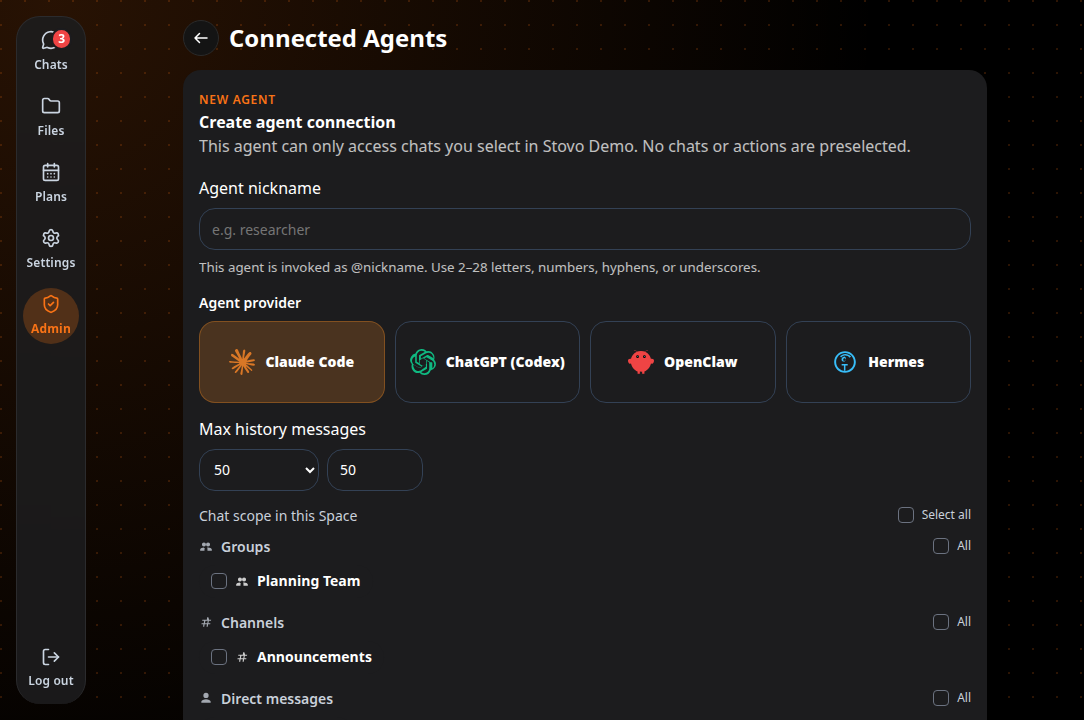 3
Chats
Files
Plans
Settings
Admin
Log out
Connected Agents
NEW AGENT
Create agent connection
This agent can only access chats you select in Stovo Demo. No chats or actions are preselected.
Agent nickname
e.g. researcher
This agent is invoked as @nickname. Use 2–28 letters, numbers, hyphens, or underscores.
Agent provider
Claude Code
ChatGPT (Codex)
OpenClaw
Hermes
Max history messages
50
50
Chat scope in this Space
Select all
Groups
All
Planning Team
Channels
All
Announcements
Direct messages
All